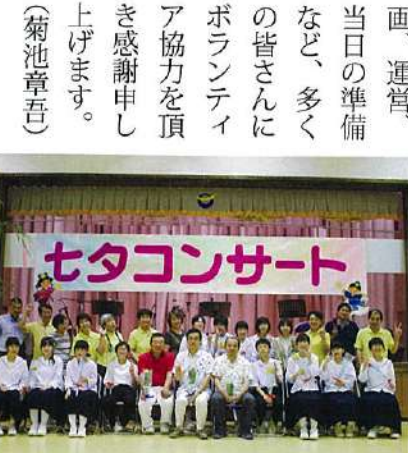 画、運営、
当日の準備
など、多く
の皆さんに
ボランティ
ア協力を頂
き感謝申し
上げます。
(菊池章吾)
七夕コンサート